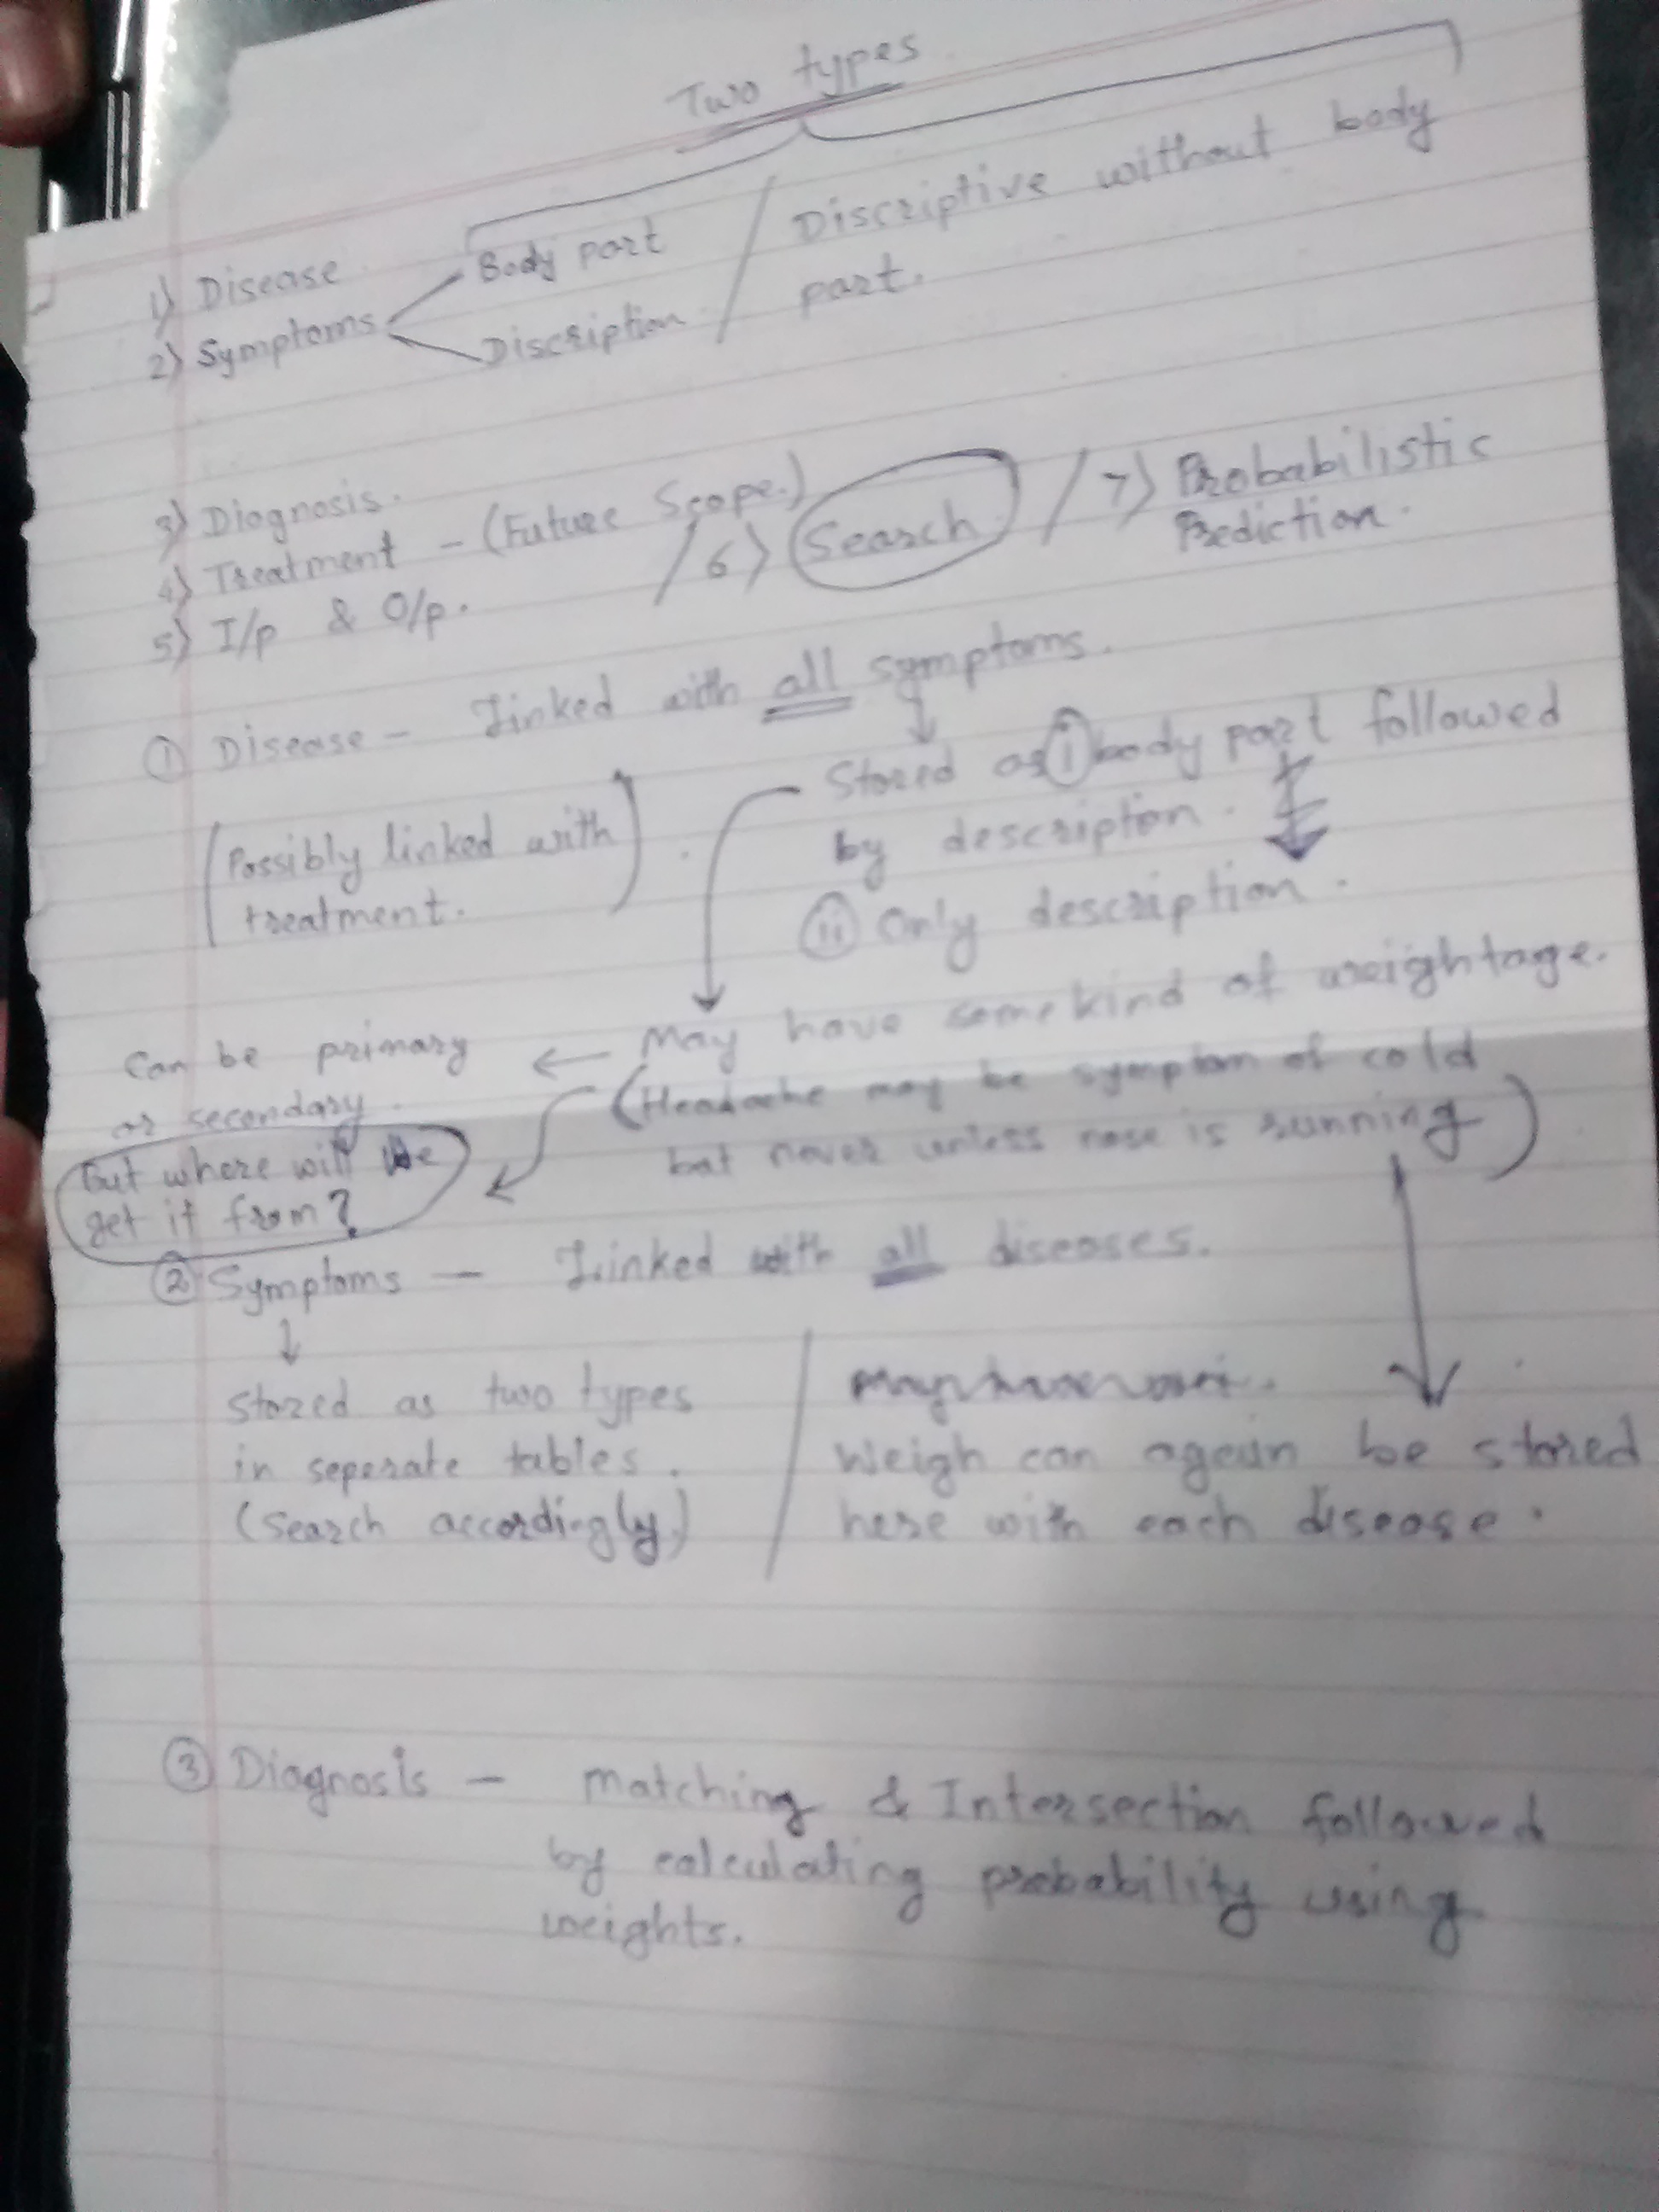 Two types
1) Disease
2) Symptoms
Body part
Discription
/ Discriptive without body
part.
3) Diagnosis.
4) Treatment - (Future Scope.)
5) I/p & O/p.
/ 6) Search
/ 7) Probabilistic
Prediction.
① Disease - Linked with all symptoms.
(Possibly linked with
treatment.)
Stored as ⓘ body part followed
by description.
ⓘⓘ Only description.
May have some kind of weightage.
(Headache may be symptom of cold
but never unless nose is running)
Can be primary
or secondary.
But where will we
get it from?
② Symptoms - Linked with all diseases.
Stored as two types
in seperate tables.
(Search accordingly.)
Weigh can again be stored
here with each disease.
③ Diagnosis - Matching & Intersection followed
by calculating probability using
weights.